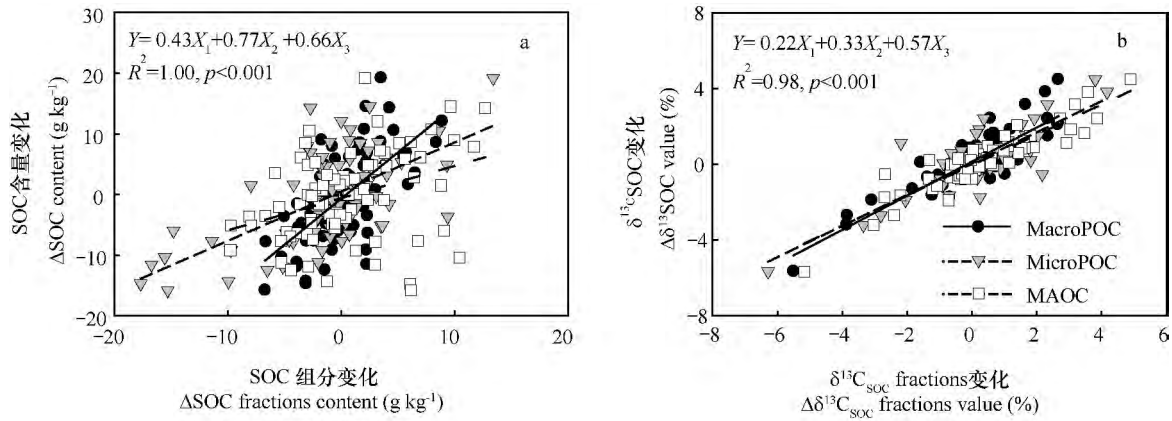 a
Y= 0.43X₁+0.77X₂+0.66X₃
R²=1.00, p<0.001
SOC含量变化
ΔSOC content (g kg⁻¹)
30
20
10
0
−10
−20
−20
−10
0
10
20
SOC 组分变化
ΔSOC fractions content (g kg⁻¹)
b
Y= 0.22X₁+0.33X₂+0.57X₃
R²=0.98, p<0.001
δ¹³CSOC变化
Δδ¹³SOC value (%)
8
4
0
−4
−8
MacroPOC
MicroPOC
MAOC
−8
−6
−4
−2
0
2
4
6
δ¹³C_SOC fractions变化
Δδ¹³C_SOC fractions value (%)